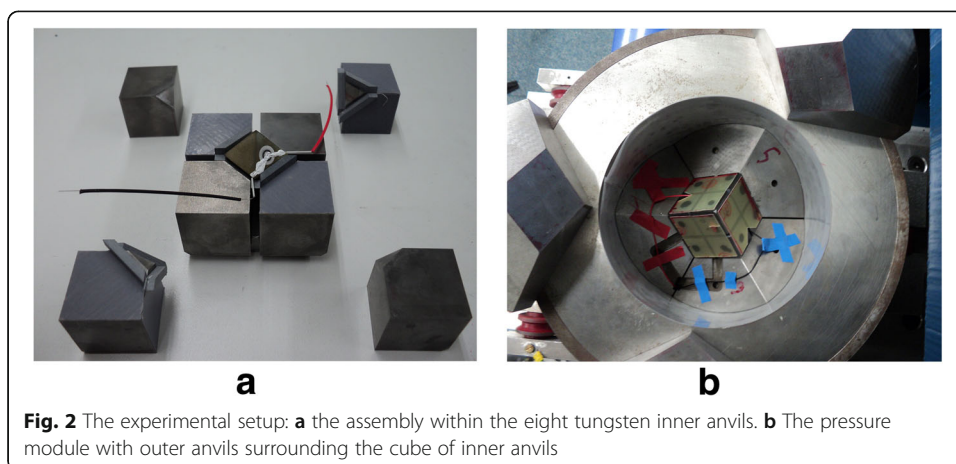 a
b
Fig. 2 The experimental setup: a the assembly within the eight tungsten inner anvils. b The pressure
module with outer anvils surrounding the cube of inner anvils